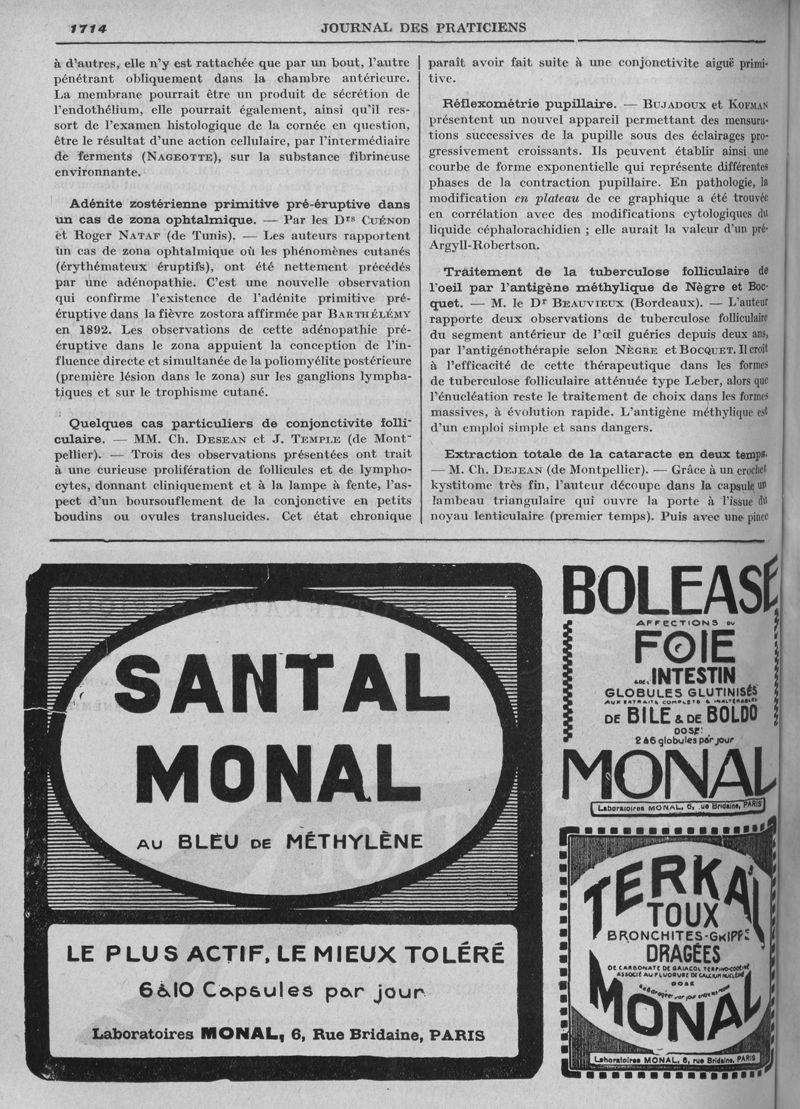 1714
JOURNAL DES PRATICIENS
à d'autres, elle n'y est rattachée que par un bout, l'autre
pénétrant obliquement dans la chambre antérieure.
La membrane pourrait être un produit de sécrétion de
l'endothélium, elle pourrait également, ainsi qu'il res-
sort de l'examen histologique de la cornée en question,
être le résultat d'une action cellulaire, par l'intermédiaire
de ferments (NAGEOTTE), sur la substance fibrineuse
environnante.
Adénite zostérienne primitive pré-éruptive dans
un cas de zona ophtalmique. — Par les Drs CUÉNOD
et Roger NATAF (de Tunis). — Les auteurs rapportent
un cas de zona ophtalmique où les phénomènes cutanés
(érythémateux éruptifs), ont été nettement précédés
par une adénopathie. C'est une nouvelle observation
qui confirme l'existence de l'adénite primitive pré-
éruptive dans la fièvre zostora affirmée par BARTHÉLÉMY
en 1892. Les observations de cette adénopathie pré-
éruptive dans le zona appuient la conception de l'in-
fluence directe et simultanée de la poliomyélite postérieure
(première lésion dans le zona) sur les ganglions lympha-
tiques et sur le trophisme cutané.
Quelques cas particuliers de conjonctivite folli-
culaire. — MM. Ch. DESEAN et J. TEMPLE (de Mont-
pellier). — Trois des observations présentées ont trait
à une curieuse prolifération de follicules et de lympho-
cytes, donnant cliniquement et à la lampe à fente, l'as-
pect d'un boursouflement de la conjonctive en petits
boudins ou ovules translucides. Cet état chronique
paraît avoir fait suite à une conjonctivite aiguë primi-
tive.
Réflexométrie pupillaire. — BUJADOUX et KOFMAN
présentent un nouvel appareil permettant des mensura-
tions successives de la pupille sous des éclairages pro-
gressivement croissants. Ils peuvent établir ainsi une
courbe de forme exponentielle qui représente différentes
phases de la contraction pupillaire. En pathologie, la
modification en plateau de ce graphique a été trouvée
en corrélation avec des modifications cytologiques du
liquide céphalorachidien ; elle aurait la valeur d'un pré-
Argyll-Robertson.
Traitement de la tuberculose folliculaire de
l'oeil par l'antigène méthylique de Nègre et Boc-
quet. — M. le Dr BEAUVIEUX (Bordeaux). — L'auteur
rapporte deux observations de tuberculose folliculaire
du segment antérieur de l'œil guéries depuis deux ans,
par l'antigénothérapie selon NÈGRE et BOCQUET. Il croit
à l'efficacité de cette thérapeutique dans les formes
de tuberculose folliculaire atténuée type Leber, alors que
l'énucléation reste le traitement de choix dans les formes
massives, à évolution rapide. L'antigène méthylique est
d'un emploi simple et sans dangers.
Extraction totale de la cataracte en deux temps.
— M. Ch. DEJEAN (de Montpellier). — Grâce à un crochet
kystitome très fin, l'auteur découpe dans la capsule un
lambeau triangulaire qui ouvre la porte à l'issue du
noyau lenticulaire (premier temps). Puis avec une pince
SANTAL
MONAL
AU BLEU DE MÉTHYLÈNE
LE PLUS ACTIF, LE MIEUX TOLÉRÉ
6 à 10 Capsules par jour
Laboratoires MONAL, 6, Rue Bridaine, PARIS
BOLEASE
AFFECTIONS DU
FOIE
& DE L'INTESTIN
GLOBULES GLUTINISÉS
AUX EXTRAITS COMPLETS & INALTÉRABLES
DE BILE & DE BOLDO
DOSE:
2 à 6 globules par jour
MONAL
Laboratoires MONAL, 6, rue Bridaine, PARIS
TERKAL
TOUX
BRONCHITES-GRIPPE
DRAGÉES
DE CARBONATE DE GAIACOL TERPINO-CODÉINÉ
ASSOCIÉ AU FLUORURE DE CALCIUM NUCLÉINÉ
DOSE
MONAL
Laboratoires MONAL, 6, rue Bridaine, PARIS